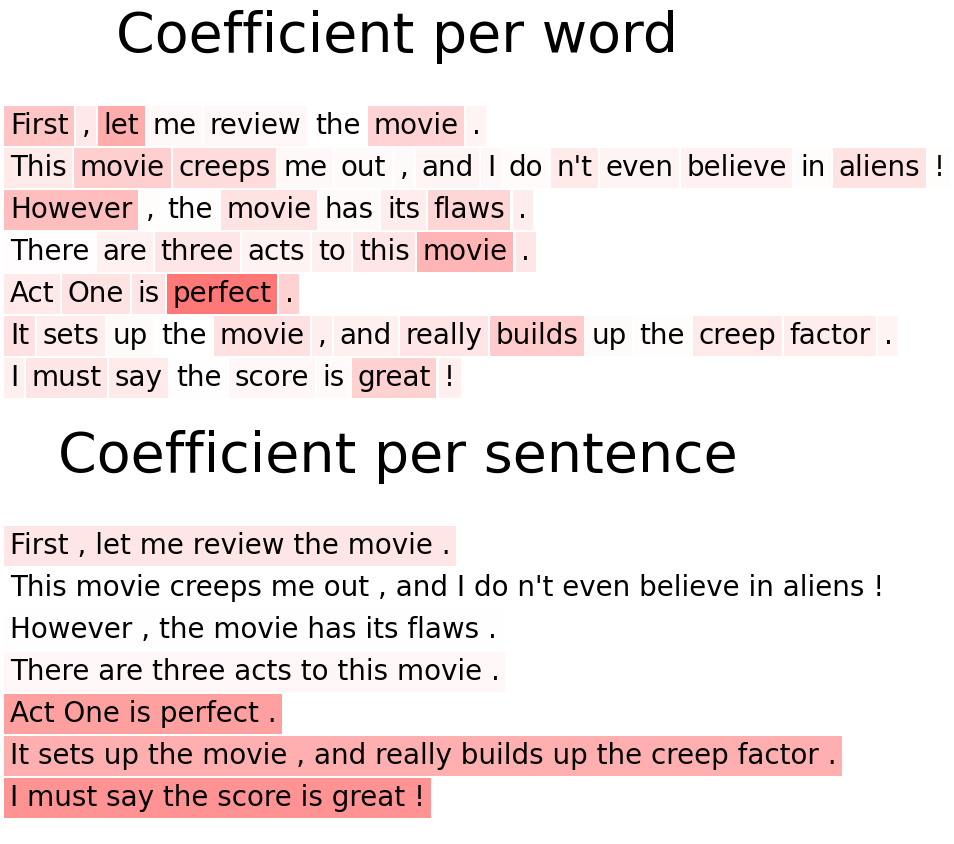 Coefficient per word
First , let me review the movie .
This movie creeps me out , and I do n't even believe in aliens !
However , the movie has its flaws .
There are three acts to this movie .
Act One is perfect .
It sets up the movie , and really builds up the creep factor .
I must say the score is great !
Coefficient per sentence
First , let me review the movie .
This movie creeps me out , and I do n't even believe in aliens !
However , the movie has its flaws .
There are three acts to this movie .
Act One is perfect .
It sets up the movie , and really builds up the creep factor .
I must say the score is great !